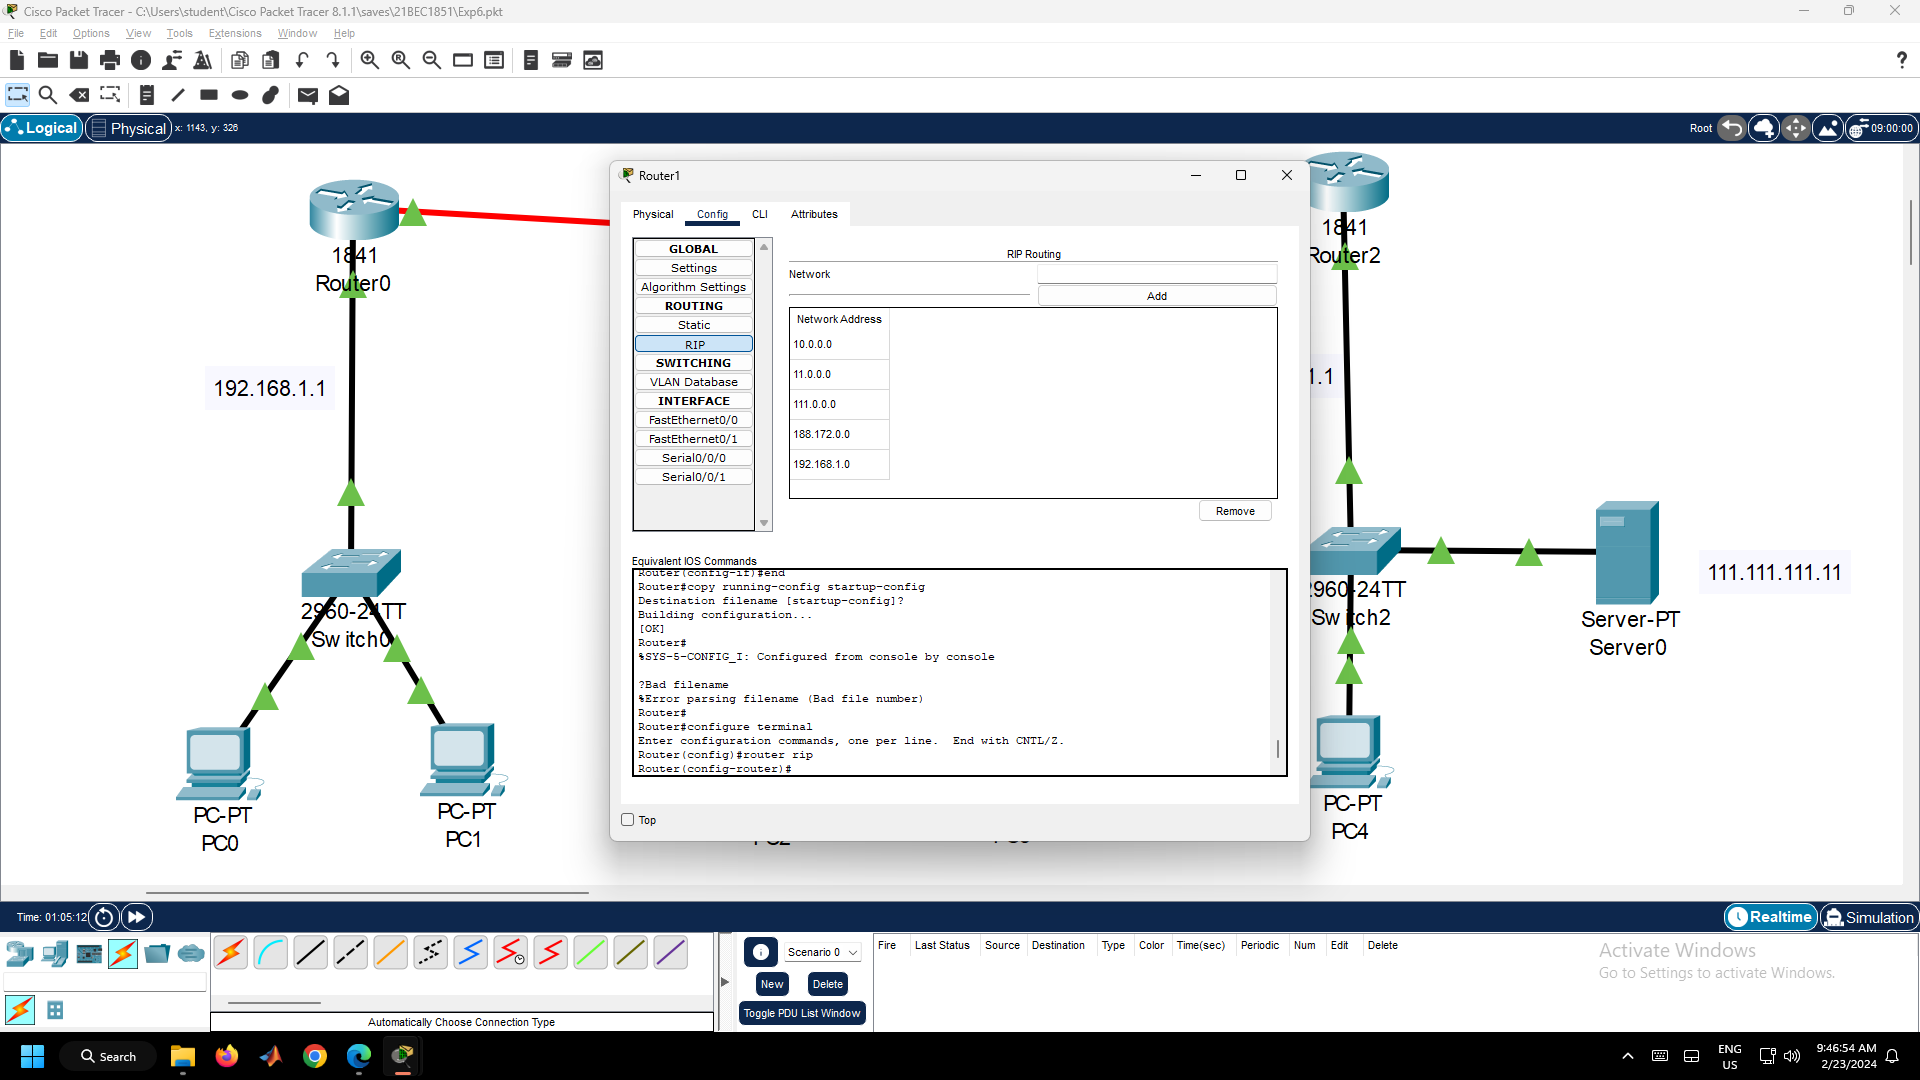 Cisco Packet Tracer - C:\Users\student\Cisco Packet Tracer 8.1.1\saves\21BEC1851\Exp6.pkt
File Edit Options View Tools Extensions Window Help
Logical Physical x: 1143, y: 326 Root 09:00:00
Router1
Physical Config CLI Attributes
GLOBAL
Settings
Algorithm Settings
ROUTING
Static
RIP
SWITCHING
VLAN Database
INTERFACE
FastEthernet0/0
FastEthernet0/1
Serial0/0/0
Serial0/0/1
RIP Routing
Network
Add
Network Address
10.0.0.0
11.0.0.0
111.0.0.0
188.172.0.0
192.168.1.0
Remove
Equivalent IOS Commands
Router(config-if)#end
Router#copy running-config startup-config
Destination filename [startup-config]?
Building configuration...
[OK]
Router#
%SYS-5-CONFIG_I: Configured from console by console
?Bad filename
%Error parsing filename (Bad file number)
Router#
Router#configure terminal
Enter configuration commands, one per line. End with CNTL/Z.
Router(config)#router rip
Router(config-router)#
Top
1841
Router0
192.168.1.1
2960-24TT
Switch0
PC-PT
PC0
PC-PT
PC1
1841
Router2
1.1
2960-24TT
Switch2
Server-PT
Server0
111.111.111.11
PC-PT
PC4
Time: 01:05:12 Realtime Simulation
Automatically Choose Connection Type
Scenario 0
New Delete
Toggle PDU List Window
Fire Last Status Source Destination Type Color Time(sec) Periodic Num Edit Delete
Activate Windows
Go to Settings to activate Windows.
Search
ENG
US
9:46:54 AM
2/23/2024